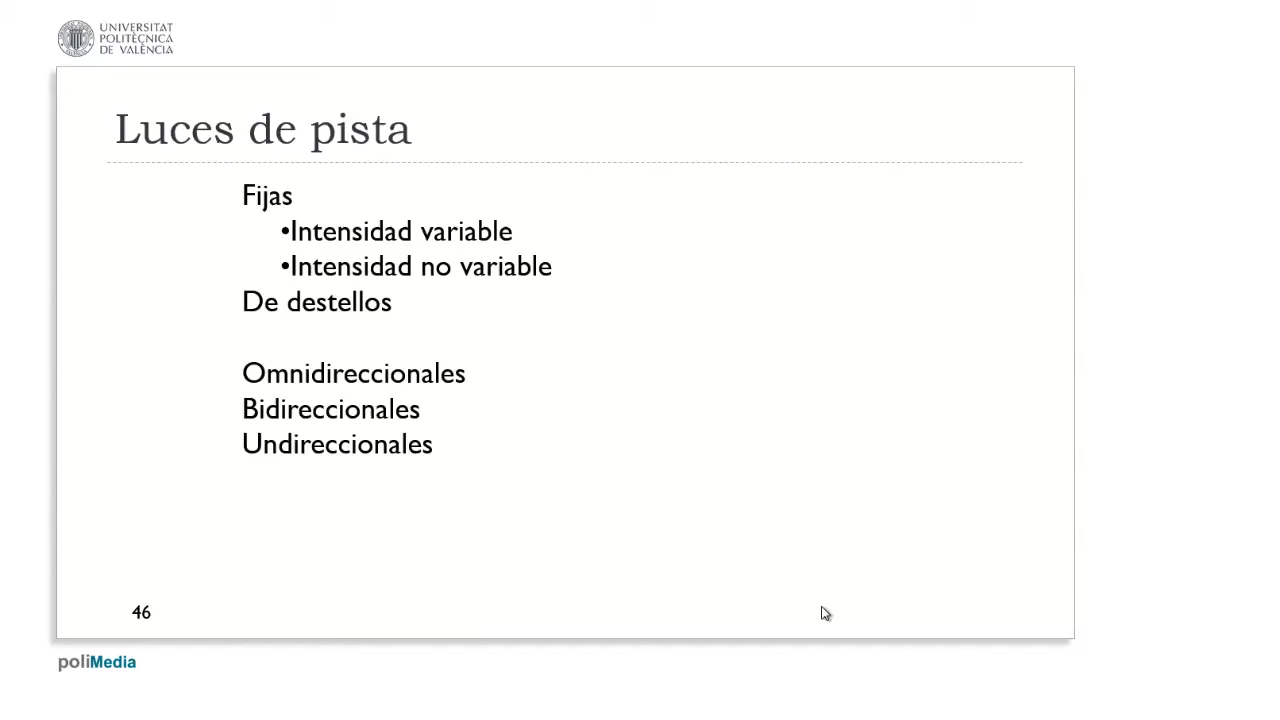 UNIVERSITAT
POLITÈCNICA
DE VALÈNCIA
Luces de pista
Fijas
•Intensidad variable
•Intensidad no variable
De destellos
Omnidireccionales
Bidireccionales
Undireccionales
46
poliMedia